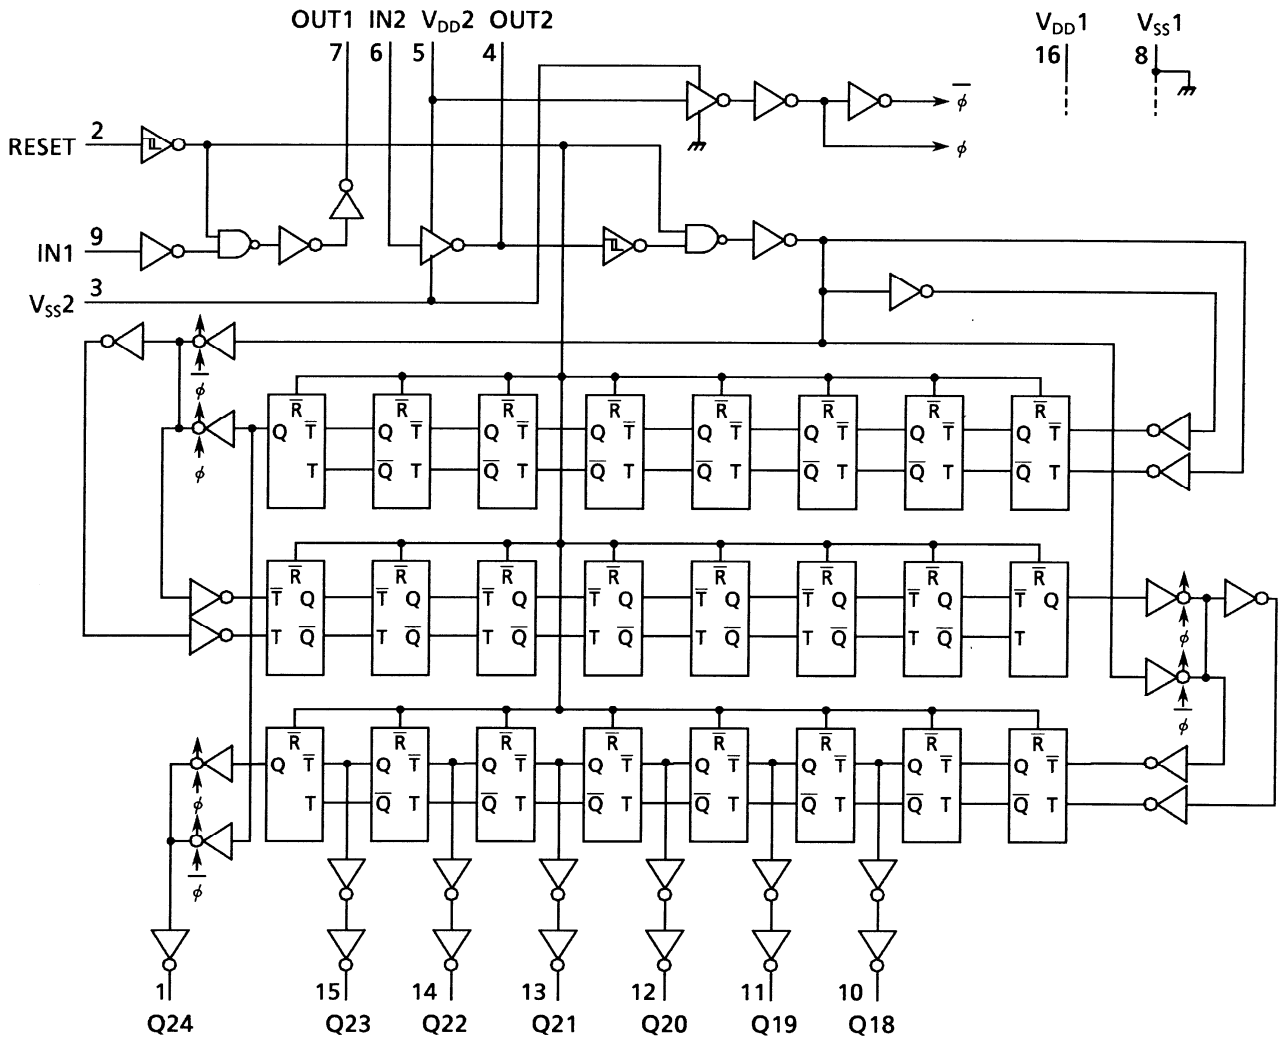 OUT1 IN2 VDD2 OUT2 VDD1 VSS1
7 6 5 4 16 8
φ̅
RESET 2 φ
IN1 9
VSS2 3
φ̅
R̅ R̅ R̅ R̅ R̅ R̅ R̅ R̅
Q T̅ Q T̅ Q T̅ Q T̅ Q T̅ Q T̅ Q T̅ Q T̅
φ T Q̅ T Q̅ T Q̅ T Q̅ T Q̅ T Q̅ T Q̅ T
R̅ R̅ R̅ R̅ R̅ R̅ R̅ R̅
T̅ Q T̅ Q T̅ Q T̅ Q T̅ Q T̅ Q T̅ Q T̅ Q
T Q̅ T Q̅ T Q̅ T Q̅ T Q̅ T Q̅ T Q̅ T φ
φ̅
R̅ R̅ R̅ R̅ R̅ R̅ R̅ R̅
Q T̅ Q T̅ Q T̅ Q T̅ Q T̅ Q T̅ Q T̅ Q T̅
φ T Q̅ T Q̅ T Q̅ T Q̅ T Q̅ T Q̅ T Q̅ T
φ̅
1 15 14 13 12 11 10
Q24 Q23 Q22 Q21 Q20 Q19 Q18